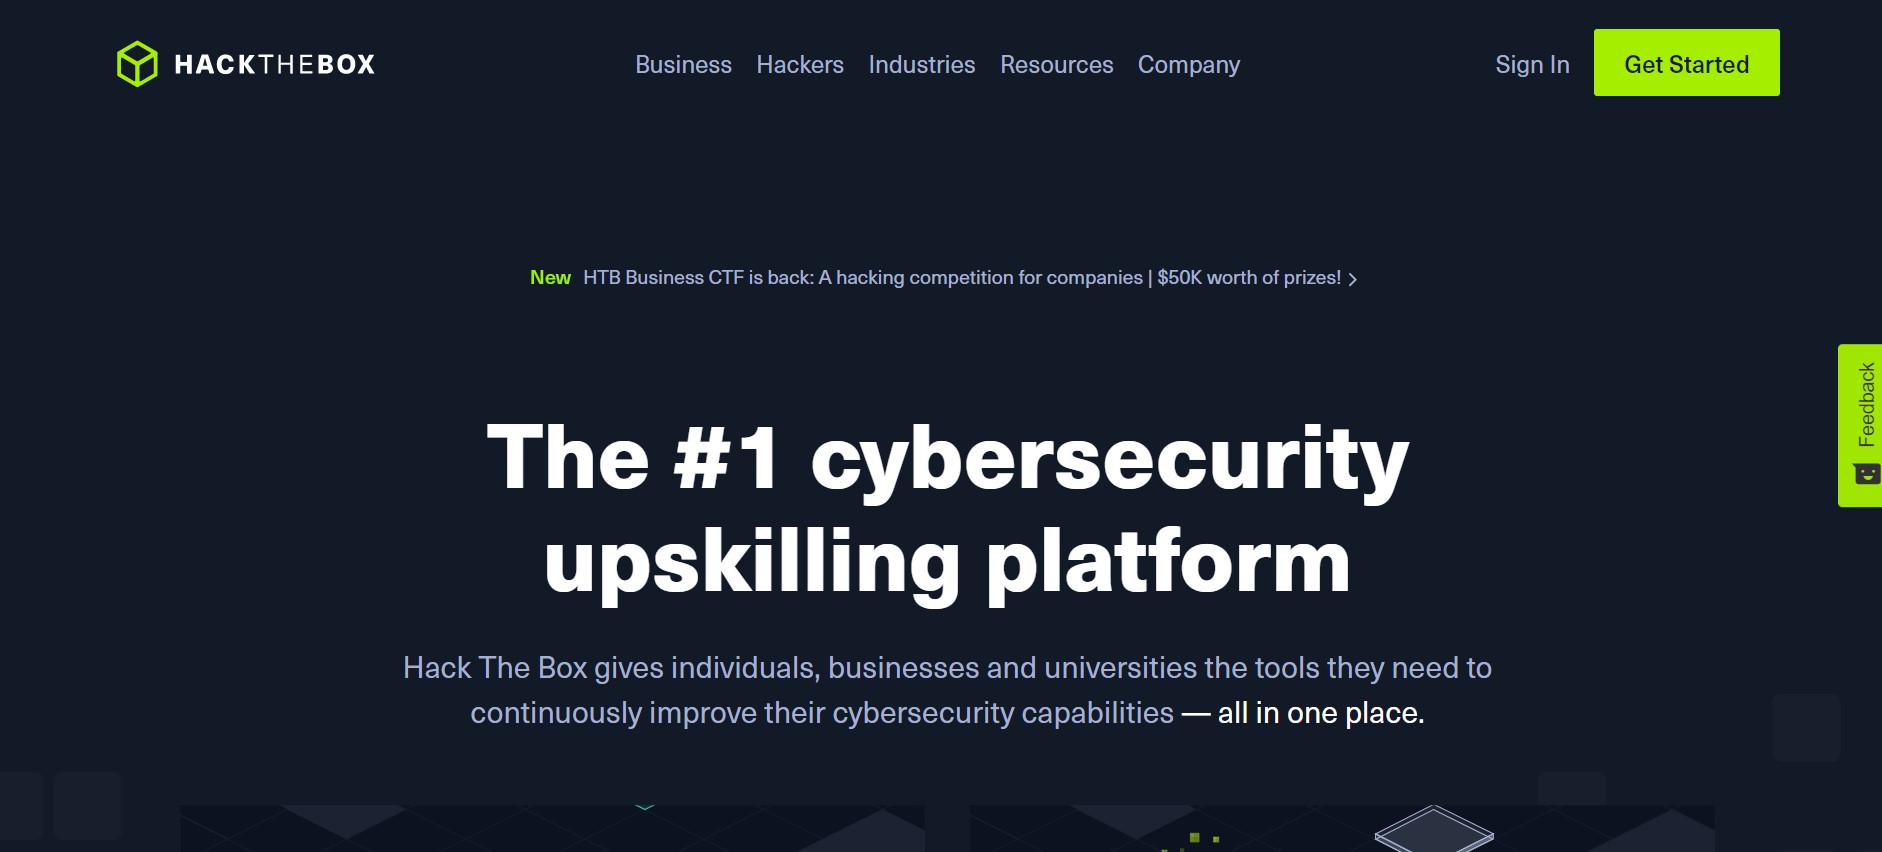 HACKTHEBOX
Business Hackers Industries Resources Company
Sign In Get Started
New HTB Business CTF is back: A hacking competition for companies | $50K worth of prizes!
Feedback
The #1 cybersecurity
upskilling platform
Hack The Box gives individuals, businesses and universities the tools they need to
continuously improve their cybersecurity capabilities — all in one place.